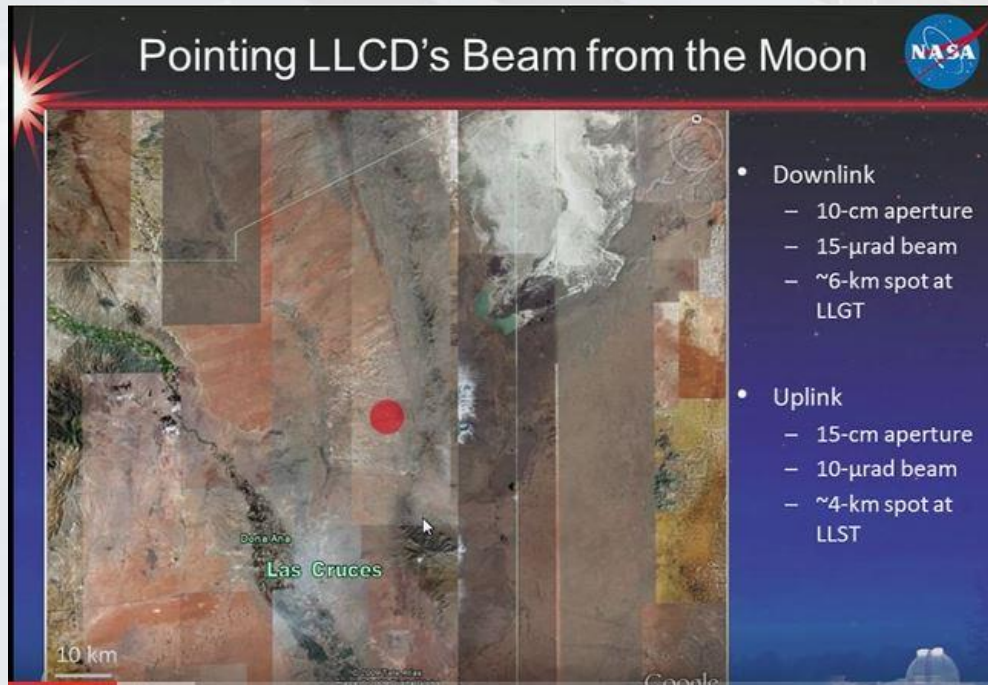 Pointing LLCD's Beam from the Moon
NASA
• Downlink
– 10-cm aperture
– 15-μrad beam
– ~6-km spot at
LLGT
• Uplink
– 15-cm aperture
– 10-μrad beam
– ~4-km spot at
LLST
Dona Ana
Las Cruces
10 km
Google